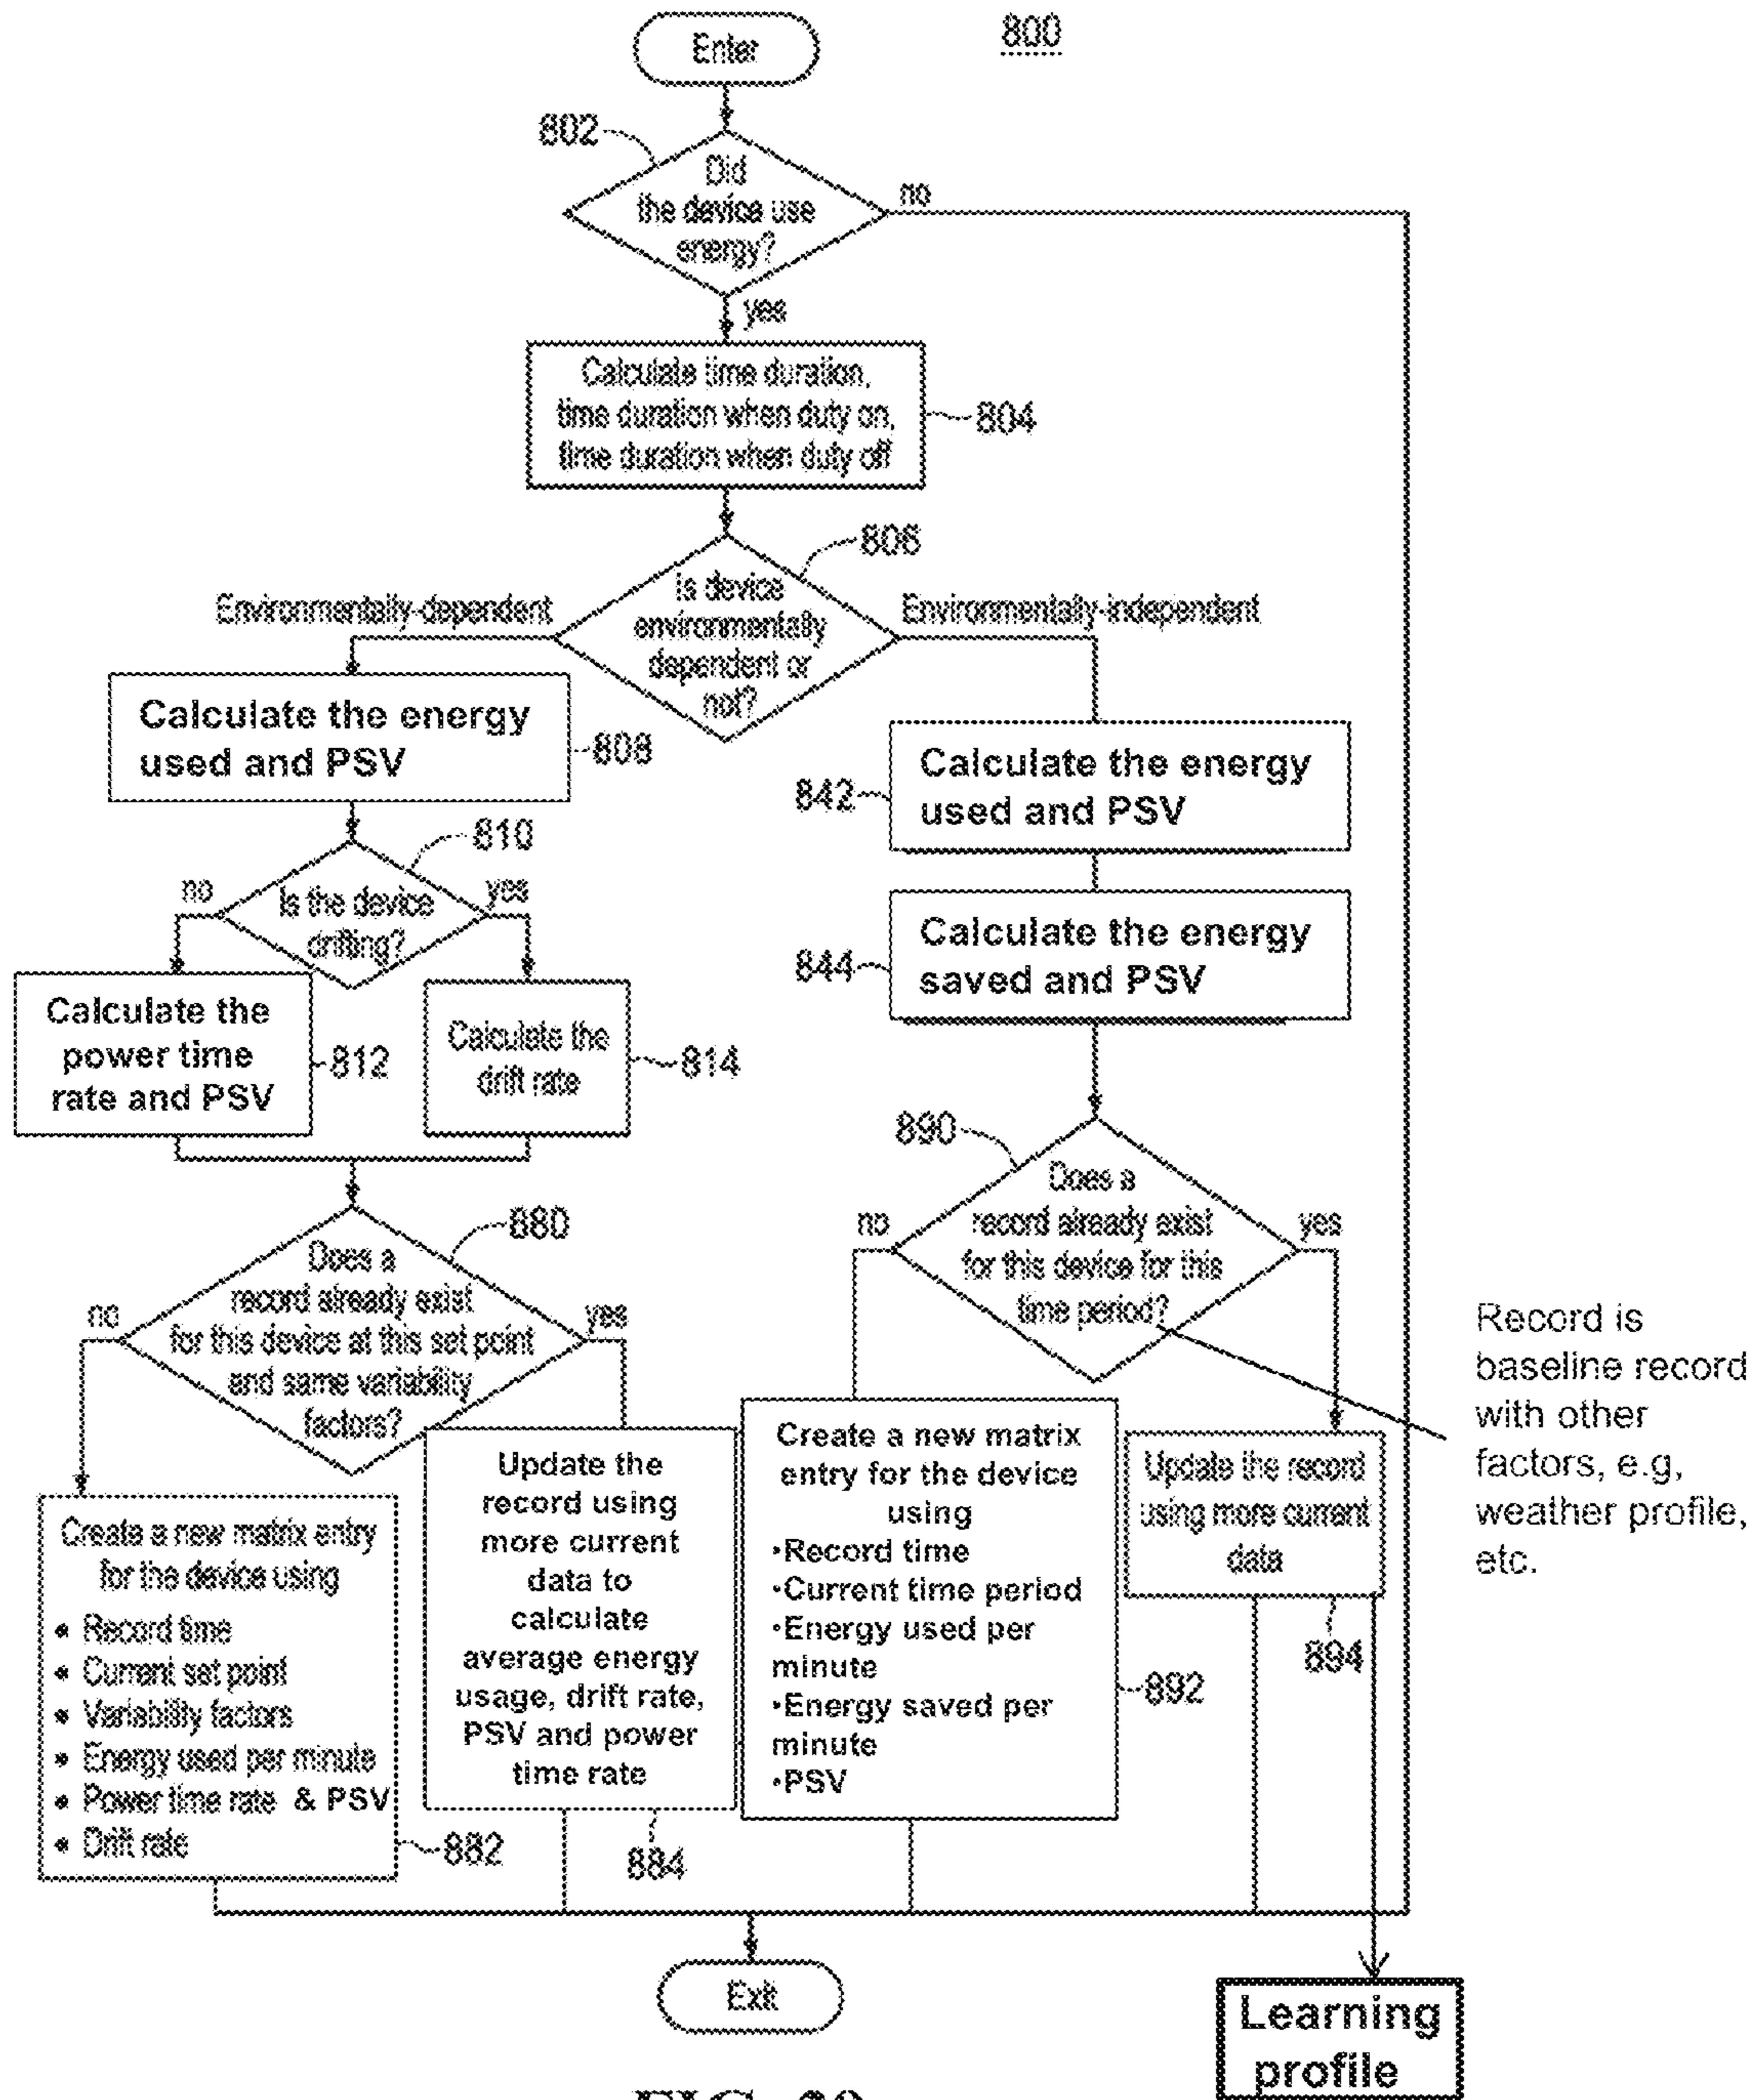 Enter
800
802
Did
the device use
energy?
no
yes
Calculate time duration,
time duration when duty on,
time duration when duty off
804
806
Is device
environmentally
dependent or
not?
Environmentally-dependent
Environmentally-independent
Calculate the energy
used and PSV
808
842
Calculate the energy
used and PSV
810
Is the device
drifting?
no
yes
844
Calculate the energy
saved and PSV
Calculate the
power time
rate and PSV
812
Calculate the
drift rate
814
890
Does a
record already exist
for this device for this
time period?
no
yes
880
Does a
record already exist
for this device at this set point
and same variability
factors?
no
yes
Record is
baseline record
with other
factors, e.g,
weather profile,
etc.
Create a new matrix entry
for the device using
• Record time
• Current set point
• Variability factors
• Energy used per minute
• Power time rate & PSV
• Drift rate
882
Update the
record using
more current
data to
calculate
average energy
usage, drift rate,
PSV and power
time rate
884
Create a new matrix
entry for the device
using
•Record time
•Current time period
•Energy used per
minute
•Energy saved per
minute
•PSV
892
Update the record
using more current
data
894
Exit
Learning
profile